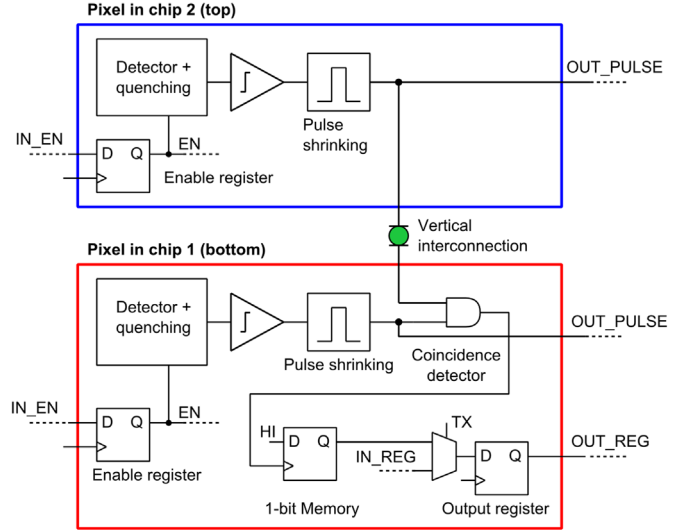 Pixel in chip 2 (top)
Detector +
quenching
OUT_PULSE
Pulse
shrinking
IN_EN
D Q
EN
Enable register
Vertical
interconnection
Pixel in chip 1 (bottom)
Detector +
quenching
OUT_PULSE
Pulse shrinking
Coincidence
detector
IN_EN
D Q
EN
Enable register
HI
D Q
TX
IN_REG
D Q
OUT_REG
1-bit Memory
Output register